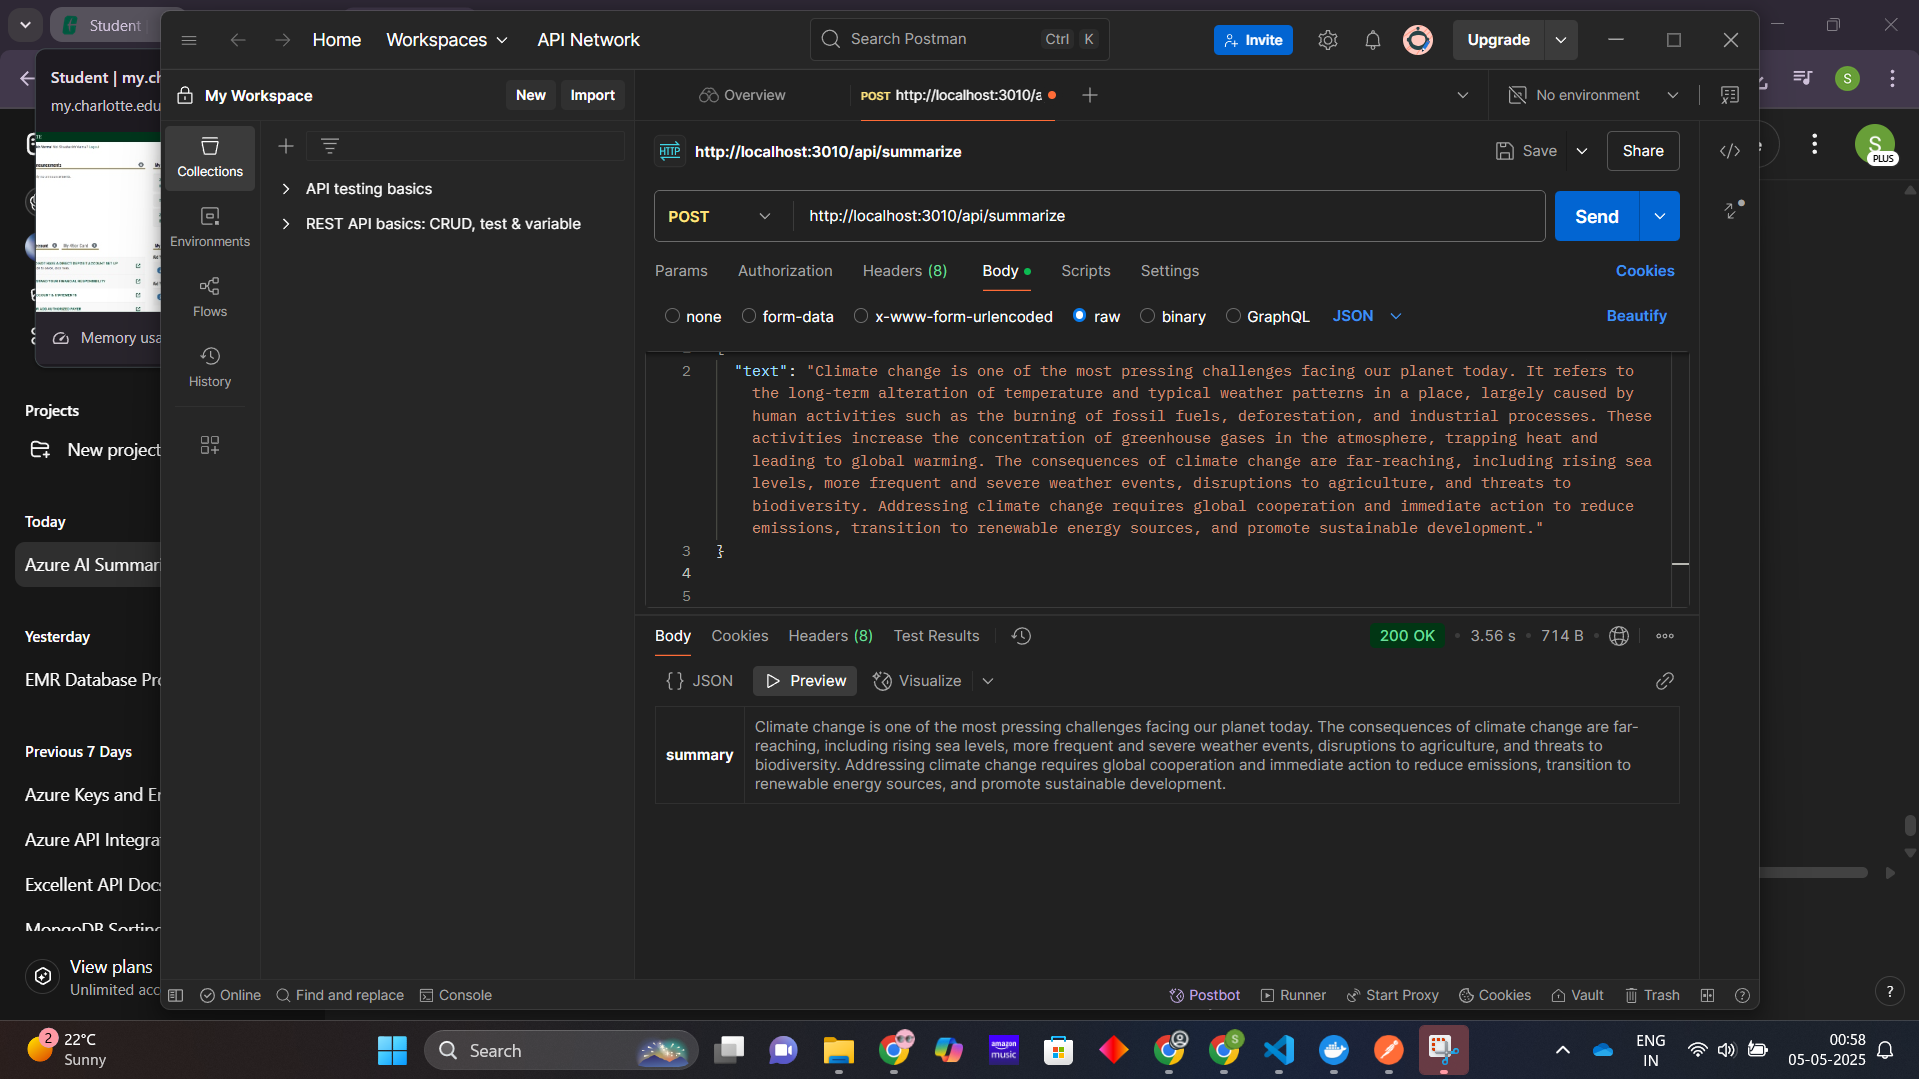 Student
Home
Workspaces
API Network
Search Postman
Ctrl
K
Invite
Upgrade
Student | my.ch
my.charlotte.edu
My Workspace
New
Import
Overview
POST http://localhost:3010/a
No environment
S
Collections
Environments
Flows
History
API testing basics
REST API basics: CRUD, test & variable
HTTP
http://localhost:3010/api/summarize
Save
Share
S
PLUS
POST
http://localhost:3010/api/summarize
Send
Params
Authorization
Headers (8)
Body
Scripts
Settings
Cookies
none
form-data
x-www-form-urlencoded
raw
binary
GraphQL
JSON
Beautify
Memory usa
2
"text": "Climate change is one of the most pressing challenges facing our planet today. It refers to
the long-term alteration of temperature and typical weather patterns in a place, largely caused by
human activities such as the burning of fossil fuels, deforestation, and industrial processes. These
activities increase the concentration of greenhouse gases in the atmosphere, trapping heat and
leading to global warming. The consequences of climate change are far-reaching, including rising sea
levels, more frequent and severe weather events, disruptions to agriculture, and threats to
biodiversity. Addressing climate change requires global cooperation and immediate action to reduce
emissions, transition to renewable energy sources, and promote sustainable development."
3
}
4
5
Projects
New project
Today
Azure AI Summar
Yesterday
EMR Database Pro
Previous 7 Days
Azure Keys and E
Azure API Integra
Excellent API Doc
MongoDB Sorting
View plans
Unlimited acc
Body
Cookies
Headers (8)
Test Results
200 OK
3.56 s
714 B
{} JSON
Preview
Visualize
summary
Climate change is one of the most pressing challenges facing our planet today. The consequences of climate change are far-
reaching, including rising sea levels, more frequent and severe weather events, disruptions to agriculture, and threats to
biodiversity. Addressing climate change requires global cooperation and immediate action to reduce emissions, transition to
renewable energy sources, and promote sustainable development.
Online
Find and replace
Console
Postbot
Runner
Start Proxy
Cookies
Vault
Trash
?
2
22°C
Sunny
Search
amazon
music
S
ENG
IN
00:58
05-05-2025